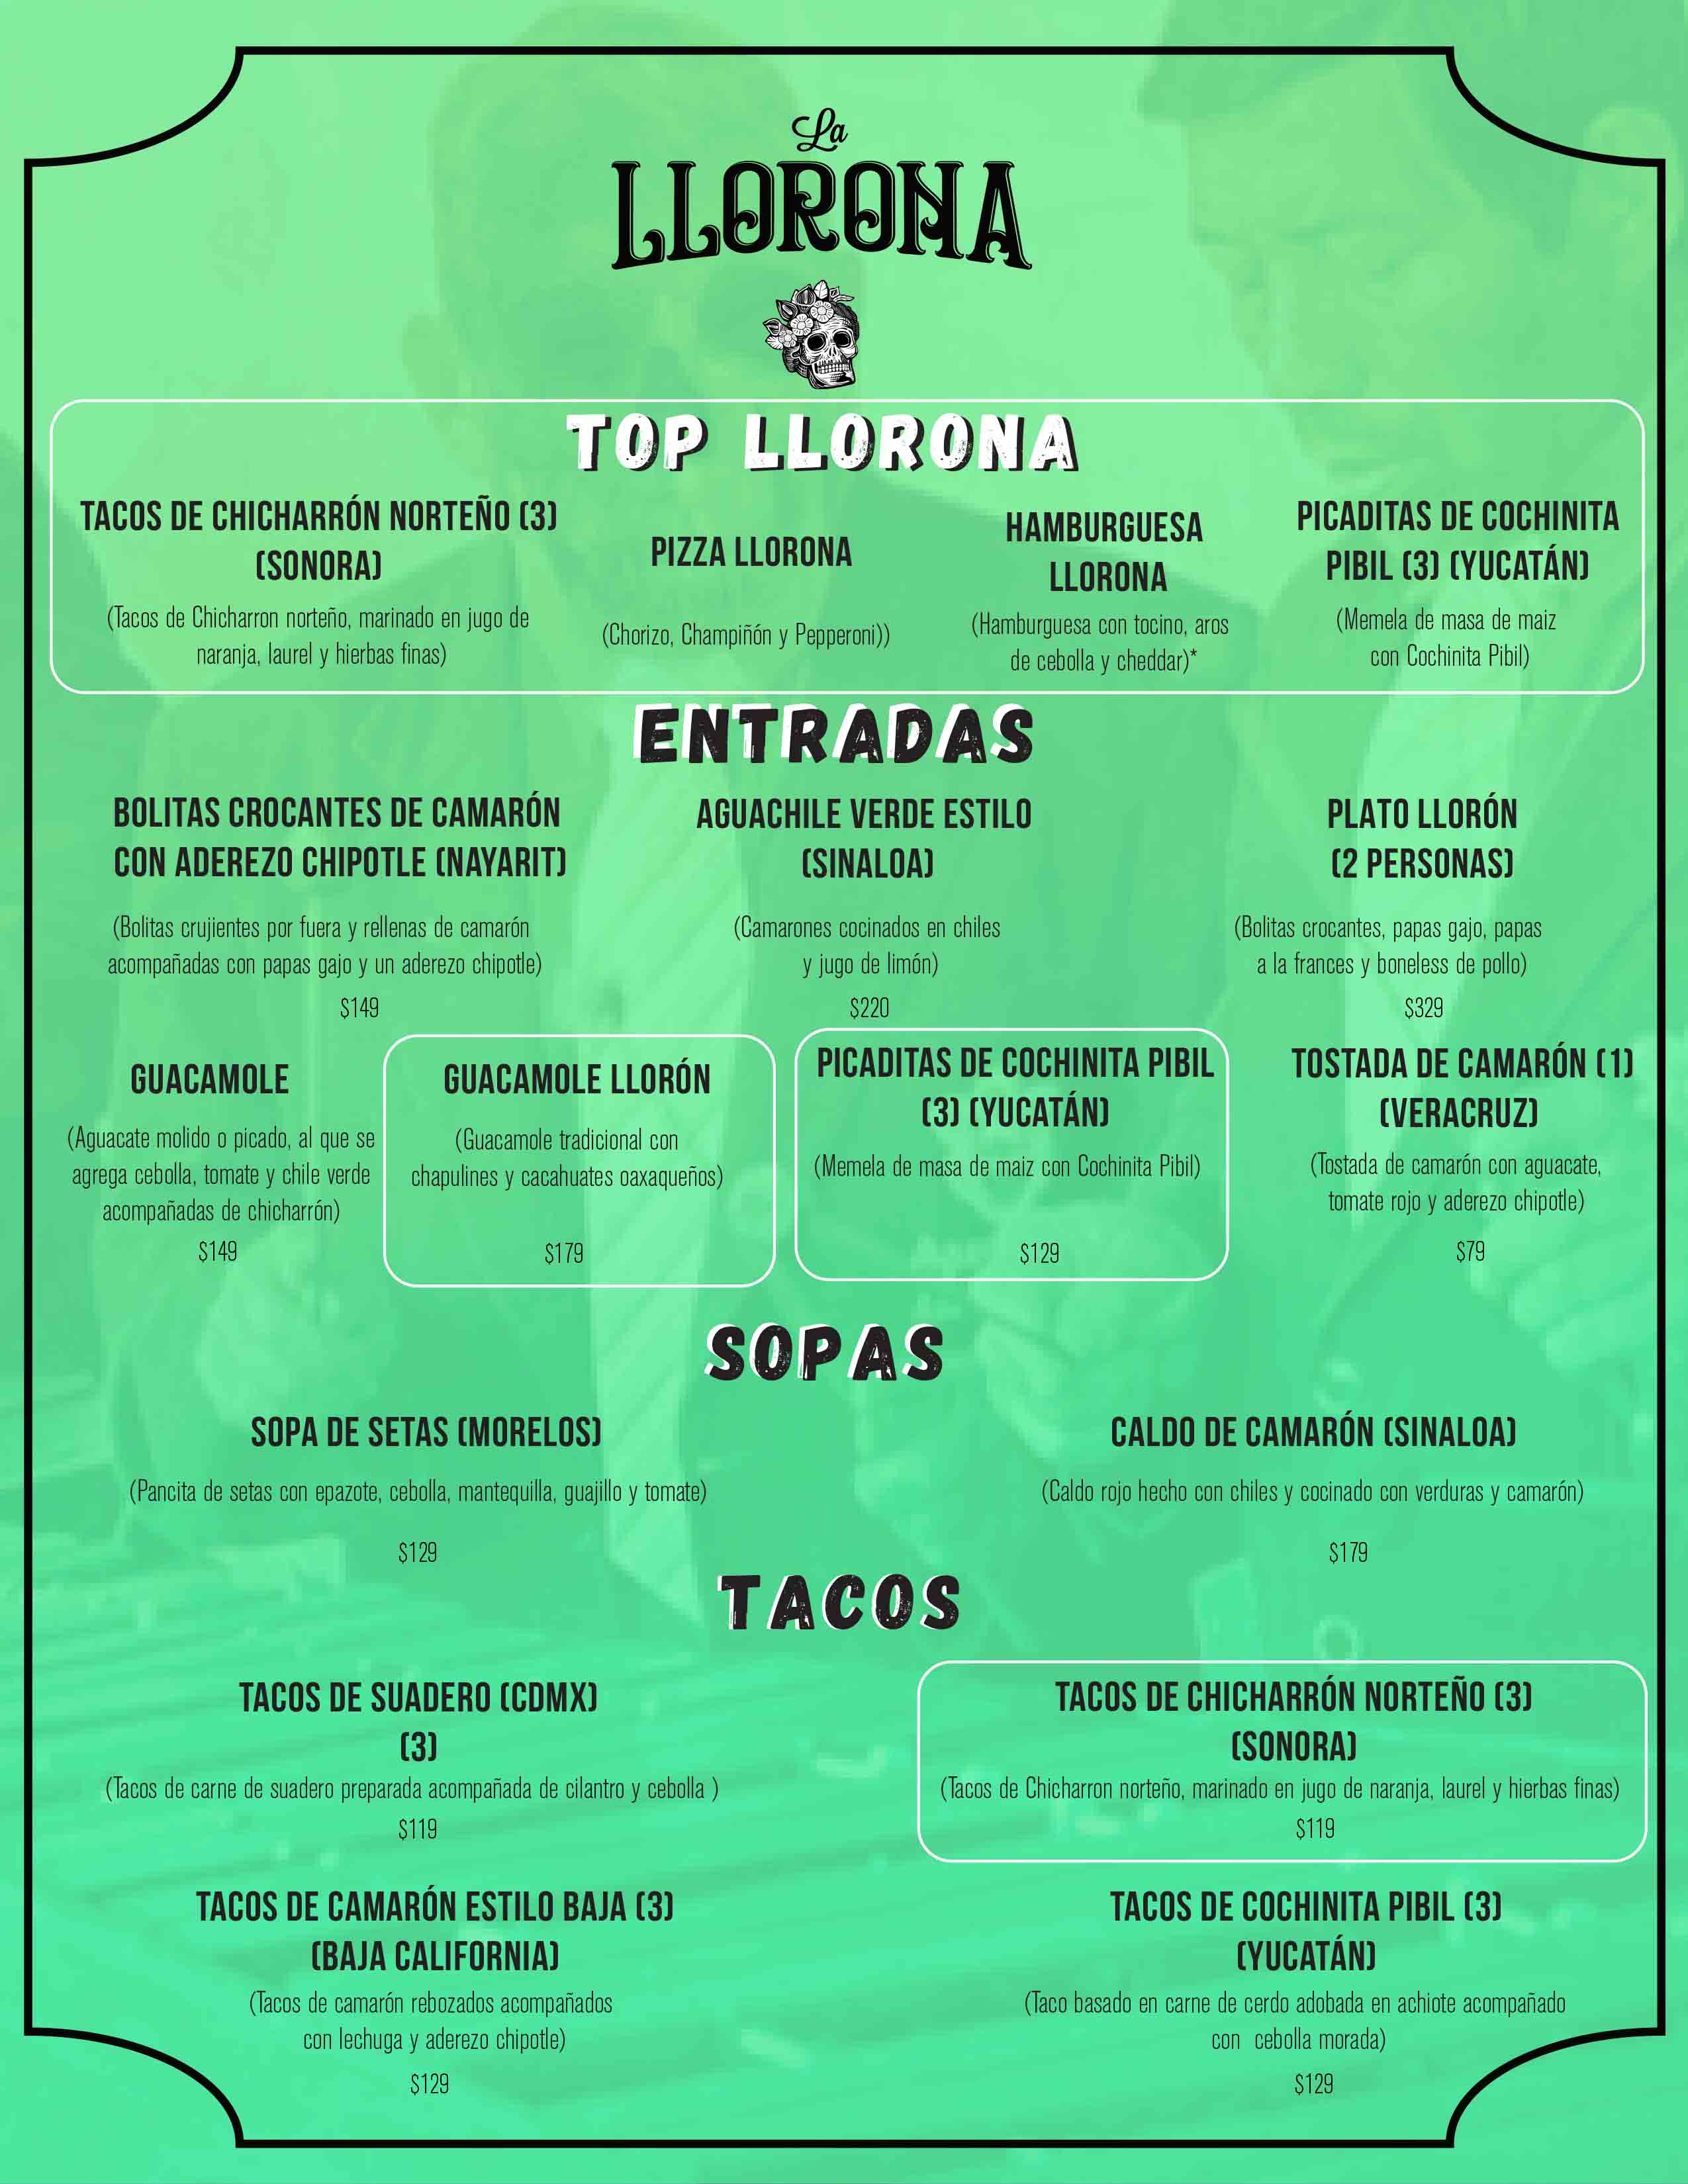 La
LLORONA
TOP LLORONA
TACOS DE CHICHARRÓN NORTEÑO (3)
(SONORA)
(Tacos de Chicharron norteño, marinado en jugo de
naranja, laurel y hierbas finas)
PIZZA LLORONA
(Chorizo, Champiñón y Pepperoni))
HAMBURGUESA
LLORONA
(Hamburguesa con tocino, aros
de cebolla y cheddar)*
PICADITAS DE COCHINITA
PIBIL (3) (YUCATÁN)
(Memela de masa de maiz
con Cochinita Pibil)
ENTRADAS
BOLITAS CROCANTES DE CAMARÓN
CON ADEREZO CHIPOTLE (NAYARIT)
(Bolitas crujientes por fuera y rellenas de camarón
acompañadas con papas gajo y un aderezo chipotle)
$149
AGUACHILE VERDE ESTILO
(SINALOA)
(Camarones cocinados en chiles
y jugo de limón)
$220
PLATO LLORÓN
(2 PERSONAS)
(Bolitas crocantes, papas gajo, papas
a la frances y boneless de pollo)
$329
GUACAMOLE
(Aguacate molido o picado, al que se
agrega cebolla, tomate y chile verde
acompañadas de chicharrón)
$149
GUACAMOLE LLORÓN
(Guacamole tradicional con
chapulines y cacahuates oaxaqueños)
$179
PICADITAS DE COCHINITA PIBIL
(3) (YUCATÁN)
(Memela de masa de maiz con Cochinita Pibil)
$129
TOSTADA DE CAMARÓN (1)
(VERACRUZ)
(Tostada de camarón con aguacate,
tomate rojo y aderezo chipotle)
$79
SOPAS
SOPA DE SETAS (MORELOS)
(Pancita de setas con epazote, cebolla, mantequilla, guajillo y tomate)
$129
CALDO DE CAMARÓN (SINALOA)
(Caldo rojo hecho con chiles y cocinado con verduras y camarón)
$179
TACOS
TACOS DE SUADERO (CDMX)
(3)
(Tacos de carne de suadero preparada acompañada de cilantro y cebolla )
$119
TACOS DE CHICHARRÓN NORTEÑO (3)
(SONORA)
(Tacos de Chicharron norteño, marinado en jugo de naranja, laurel y hierbas finas)
$119
TACOS DE CAMARÓN ESTILO BAJA (3)
(BAJA CALIFORNIA)
(Tacos de camarón rebozados acompañados
con lechuga y aderezo chipotle)
$129
TACOS DE COCHINITA PIBIL (3)
(YUCATÁN)
(Taco basado en carne de cerdo adobada en achiote acompañado
con  cebolla morada)
$129